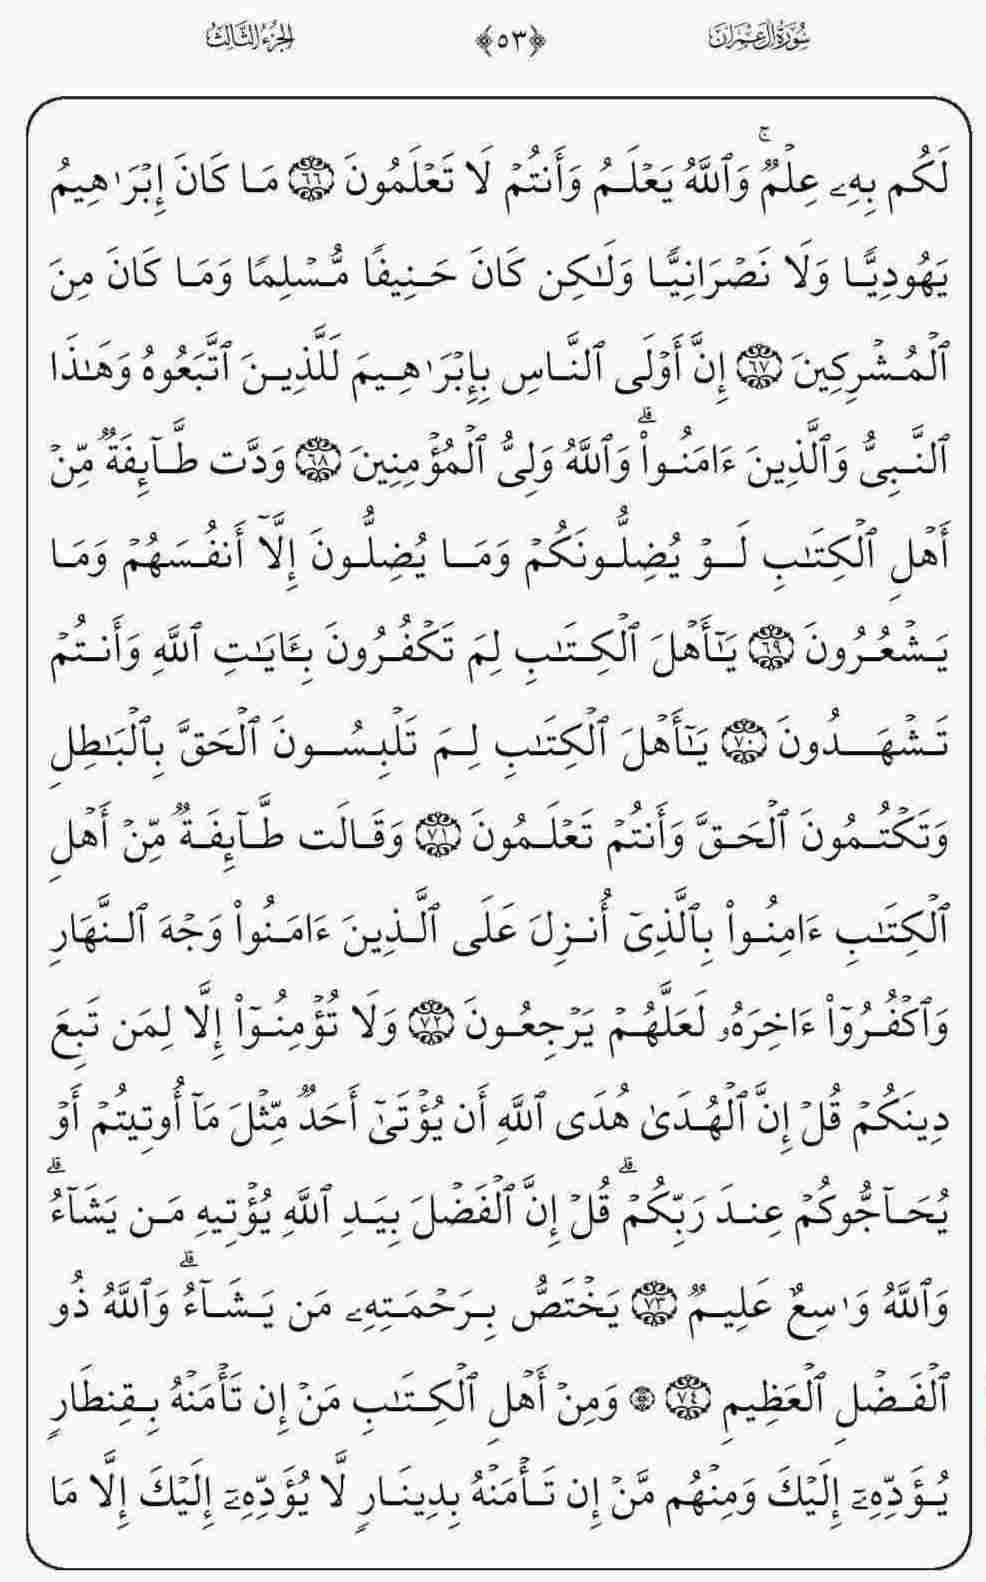 سُورَةُ آلِ عِمْرَانَ ﴿٥٣﴾ الجُزْءُ الثَّالِثُ
لَكُم بِهِۦ عِلْمٌۚ وَٱللَّهُ يَعْلَمُ وَأَنتُمْ لَا تَعْلَمُونَ ٦٦ مَا كَانَ إِبْرَٰهِيمُ
يَهُودِيًّا وَلَا نَصْرَانِيًّا وَلَـٰكِن كَانَ حَنِيفًا مُّسْلِمًا وَمَا كَانَ مِنَ
ٱلْمُشْرِكِينَ ٦٧ إِنَّ أَوْلَى ٱلنَّاسِ بِإِبْرَٰهِيمَ لَلَّذِينَ ٱتَّبَعُوهُ وَهَـٰذَا
ٱلنَّبِىُّ وَٱلَّذِينَ ءَامَنُوا۟ۗ وَٱللَّهُ وَلِىُّ ٱلْمُؤْمِنِينَ ٦٨ وَدَّت طَّآئِفَةٌ مِّنْ
أَهْلِ ٱلْكِتَـٰبِ لَوْ يُضِلُّونَكُمْ وَمَا يُضِلُّونَ إِلَّآ أَنفُسَهُمْ وَمَا
يَشْعُرُونَ ٦٩ يَـٰٓأَهْلَ ٱلْكِتَـٰبِ لِمَ تَكْفُرُونَ بِـَٔايَـٰتِ ٱللَّهِ وَأَنتُمْ
تَشْهَدُونَ ٧٠ يَـٰٓأَهْلَ ٱلْكِتَـٰبِ لِمَ تَلْبِسُونَ ٱلْحَقَّ بِٱلْبَـٰطِلِ
وَتَكْتُمُونَ ٱلْحَقَّ وَأَنتُمْ تَعْلَمُونَ ٧١ وَقَالَت طَّآئِفَةٌ مِّنْ أَهْلِ
ٱلْكِتَـٰبِ ءَامِنُوا۟ بِٱلَّذِىٓ أُنزِلَ عَلَى ٱلَّذِينَ ءَامَنُوا۟ وَجْهَ ٱلنَّهَارِ
وَٱكْفُرُوٓا۟ ءَاخِرَهُۥ لَعَلَّهُمْ يَرْجِعُونَ ٧٢ وَلَا تُؤْمِنُوٓا۟ إِلَّا لِمَن تَبِعَ
دِينَكُمْ قُلْ إِنَّ ٱلْهُدَىٰ هُدَى ٱللَّهِ أَن يُؤْتَىٰٓ أَحَدٌ مِّثْلَ مَآ أُوتِيتُمْ أَوْ
يُحَآجُّوكُمْ عِندَ رَبِّكُمْۗ قُلْ إِنَّ ٱلْفَضْلَ بِيَدِ ٱللَّهِ يُؤْتِيهِ مَن يَشَآءُۗ
وَٱللَّهُ وَٰسِعٌ عَلِيمٌ ٧٣ يَخْتَصُّ بِرَحْمَتِهِۦ مَن يَشَآءُۗ وَٱللَّهُ ذُو
ٱلْفَضْلِ ٱلْعَظِيمِ ٧٤ ۞ وَمِنْ أَهْلِ ٱلْكِتَـٰبِ مَنْ إِن تَأْمَنْهُ بِقِنطَارٍ
يُؤَدِّهِۦٓ إِلَيْكَ وَمِنْهُم مَّنْ إِن تَأْمَنْهُ بِدِينَارٍ لَّا يُؤَدِّهِۦٓ إِلَيْكَ إِلَّا مَا